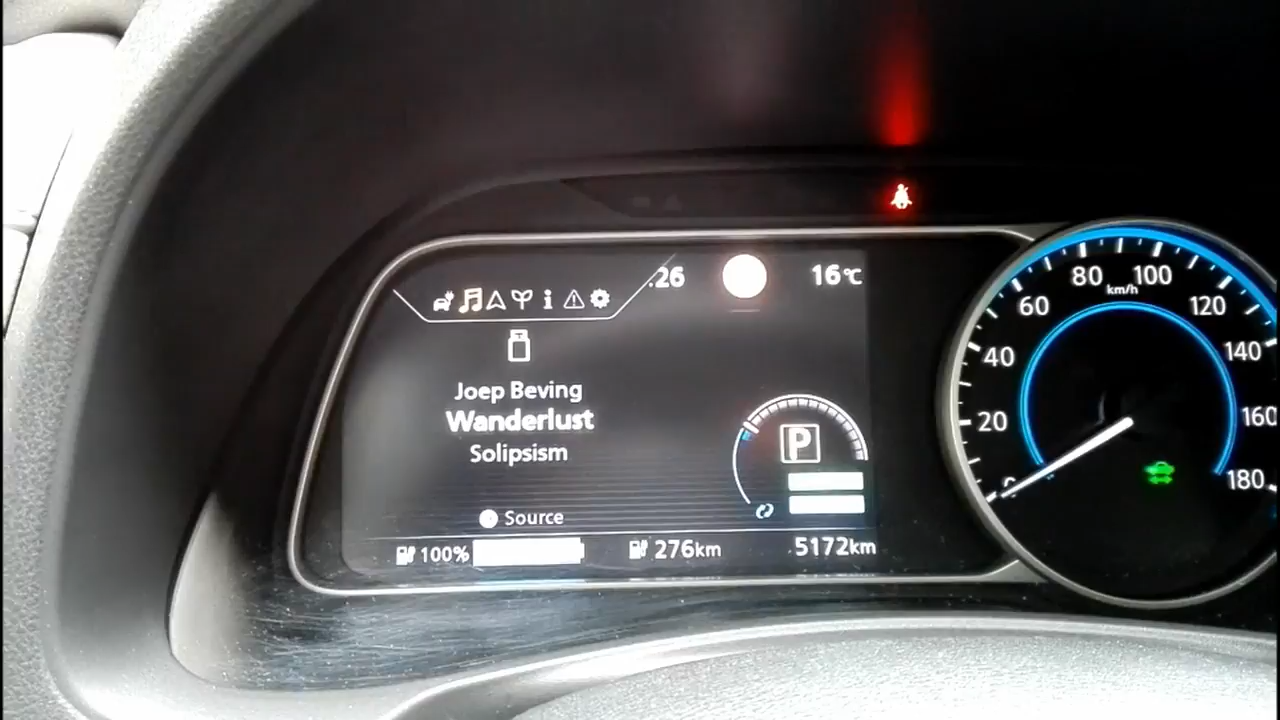 :26
16°C
Joep Beving
Wanderlust
Solipsism
Source
100%
276km
5172km
P
0
20
40
60
80
100
120
140
160
180
km/h